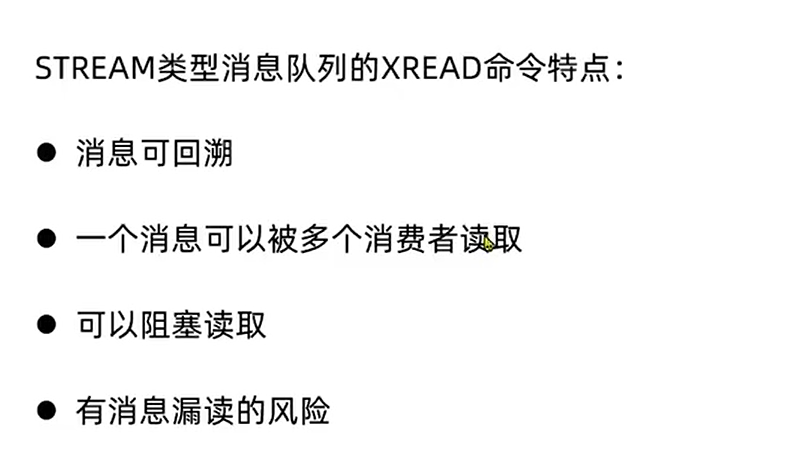 STREAM类型消息队列的XREAD命令特点：
● 消息可回溯
● 一个消息可以被多个消费者读取
● 可以阻塞读取
● 有消息漏读的风险